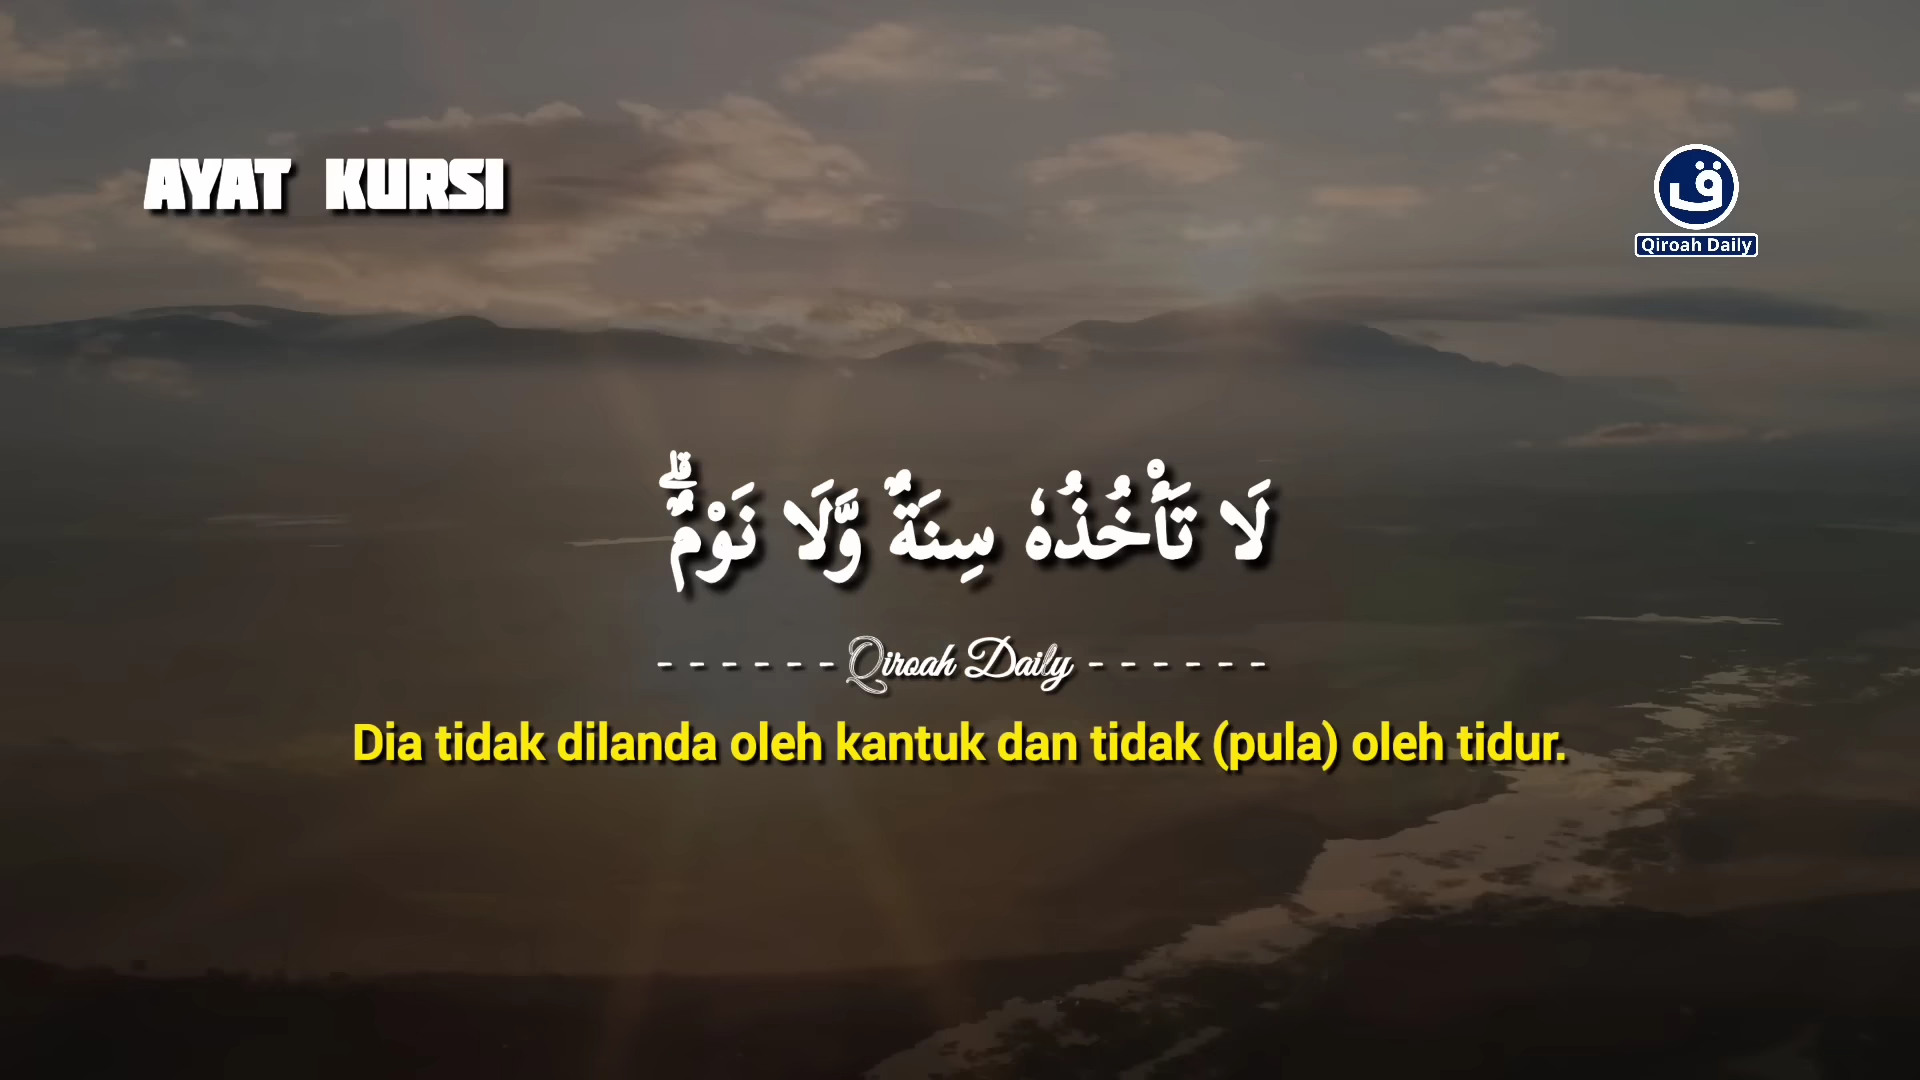 AYAT KURSI
ق
Qiroah Daily
لَا تَأْخُذُهٗ سِنَةٌ وَّلَا نَوْمٌۗ
------ Qiroah Daily ------
Dia tidak dilanda oleh kantuk dan tidak (pula) oleh tidur.